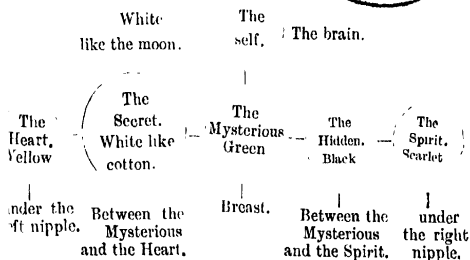 White
like the moon.
The
self.
The brain.
The
Heart.
Yellow
The
Secret.
White like
cotton.
The
Mysterious
Green
The
Hidden.
Black
The
Spirit.
Scarlet
under the
left nipple.
Between the
Mysterious
and the Heart.
Breast.
Between the
Mysterious
and the Spirit.
under
the right
nipple.